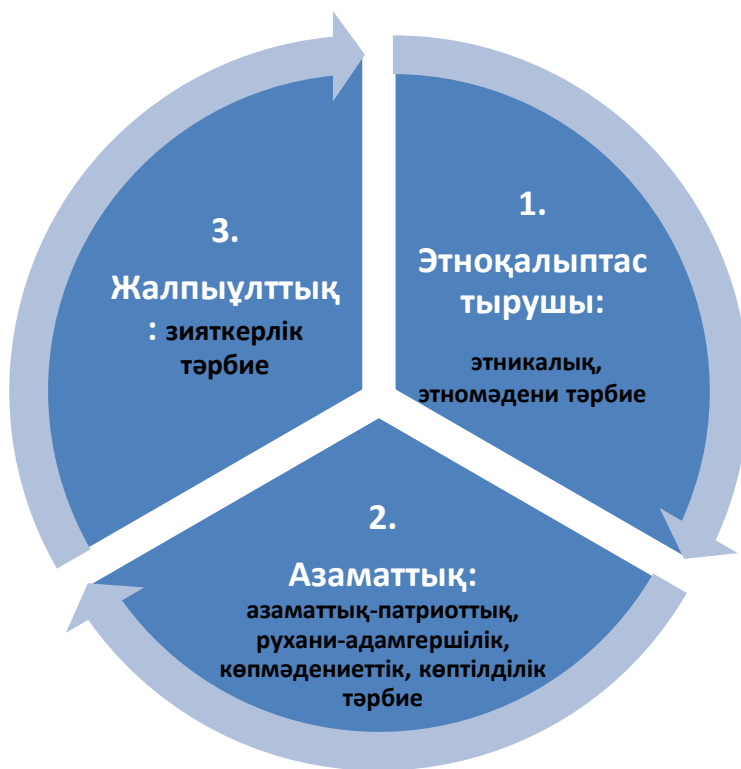 1.
Этноқалыптас
тырушы:
этникалық,
этномәдени тәрбие
2.
Азаматтық:
азаматтық-патриоттық,
рухани-адамгершілік,
көпмәдениеттік, көптілділік
тәрбие
3.
Жалпыұлттық
: зияткерлік
тәрбие